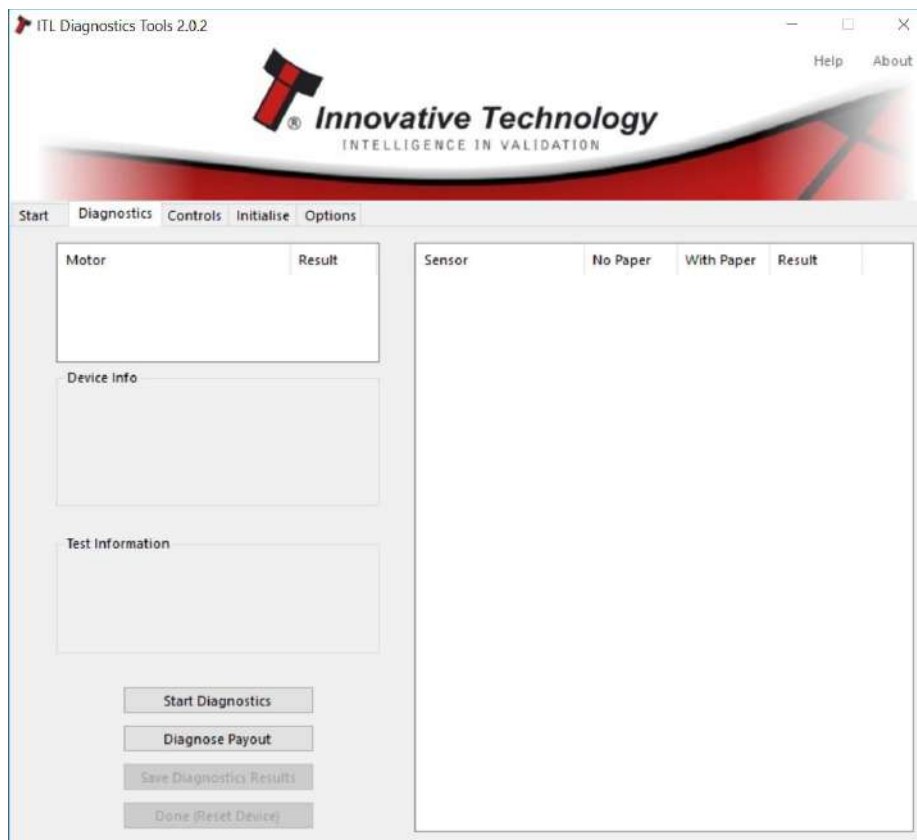 ITL Diagnostics Tools 2.0.2
Help About
® Innovative Technology
INTELLIGENCE IN VALIDATION
Start Diagnostics Controls Initialise Options
Motor Result
Sensor No Paper With Paper Result
Device Info
Test Information
Start Diagnostics
Diagnose Payout
Save Diagnostics Results
Done (Reset Device)